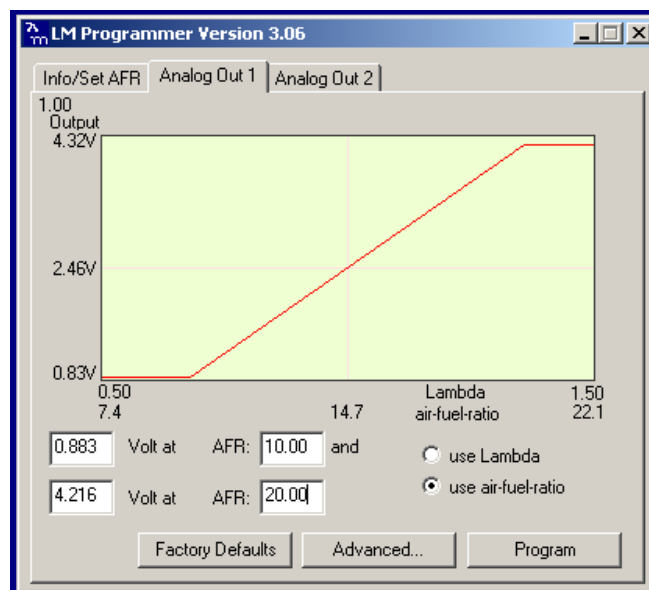 LM Programmer Version 3.06
Info/Set AFR Analog Out 1 Analog Out 2
1.00
Output
4.32V
2.46V
0.83V
0.50 Lambda 1.50
7.4 14.7 air-fuel-ratio 22.1
0.883 Volt at AFR: 10.00 and use Lambda
4.216 Volt at AFR: 20.00 use air-fuel-ratio
Factory Defaults Advanced... Program